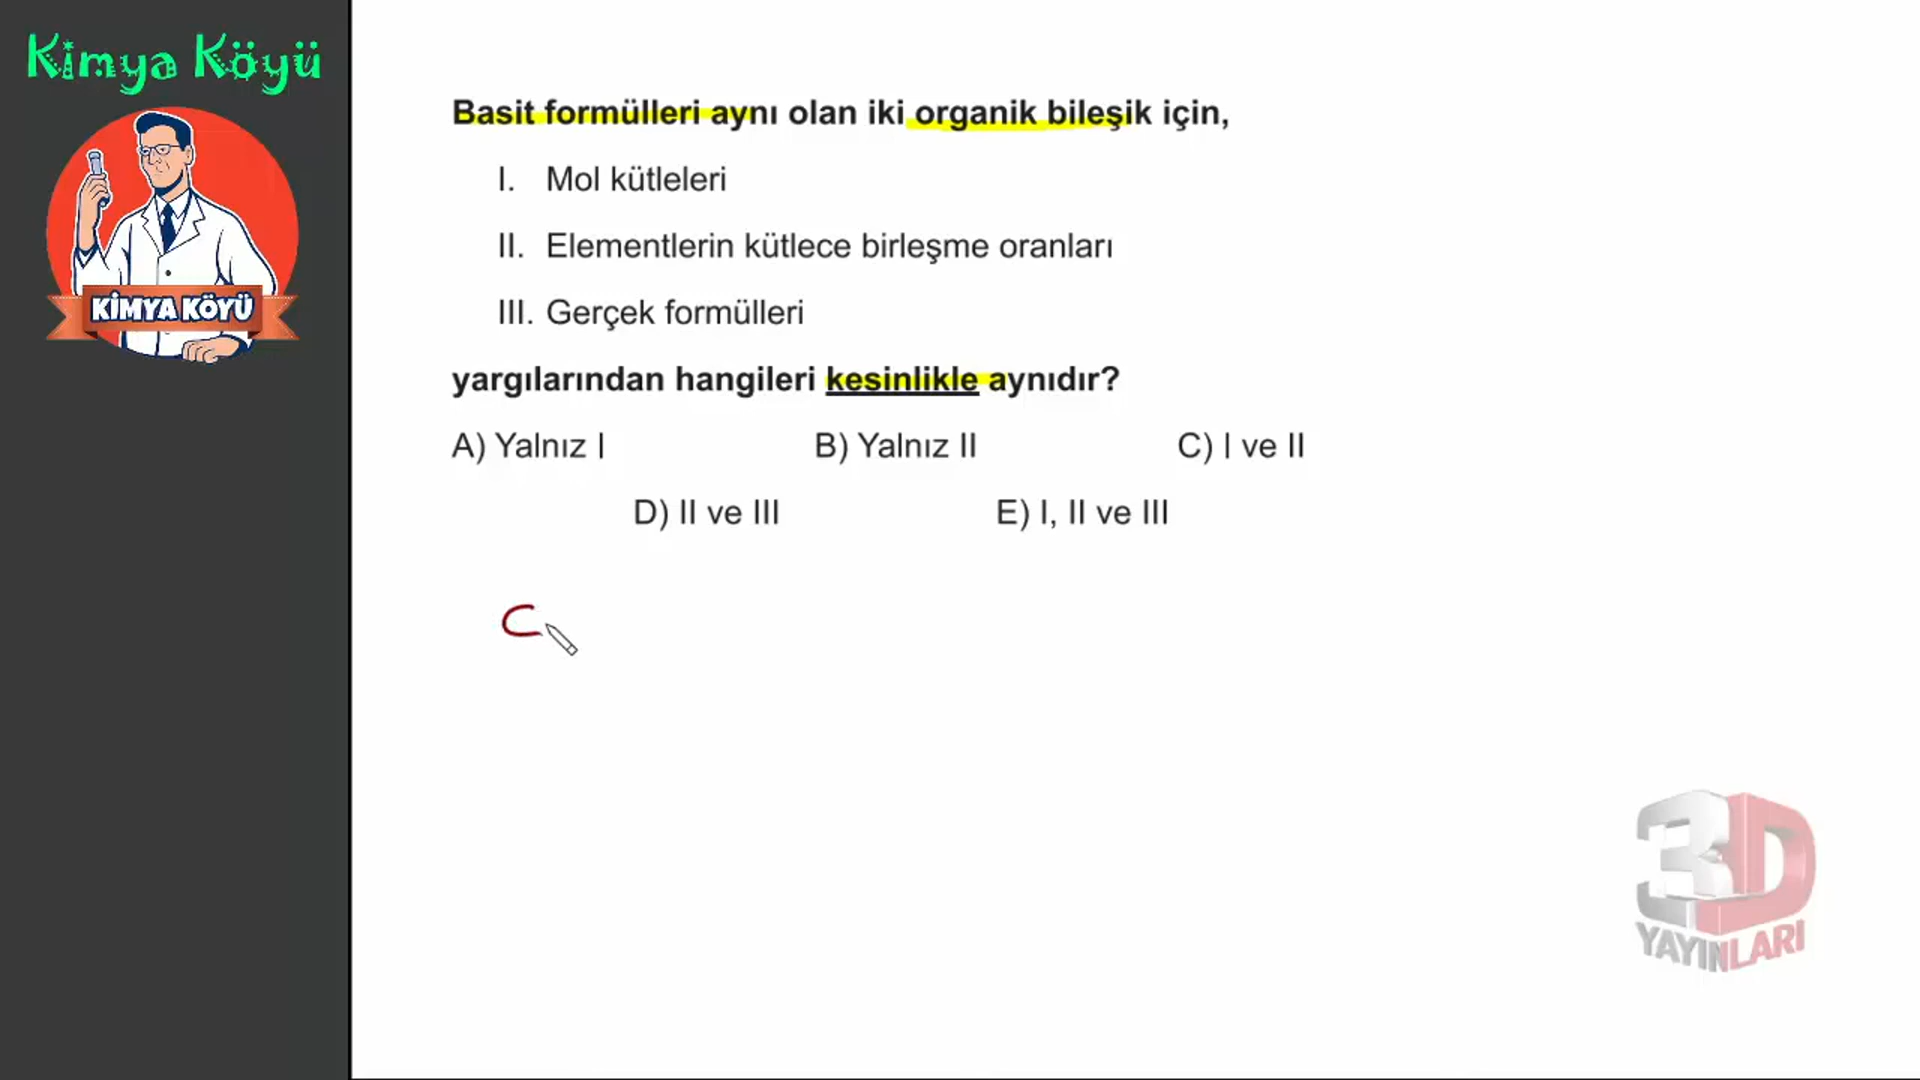 Kimya Köyü
KİMYA KÖYÜ
Basit formülleri aynı olan iki organik bileşik için,
I. Mol kütleleri
II. Elementlerin kütlece birleşme oranları
III. Gerçek formülleri
yargılarından hangileri kesinlikle aynıdır?
A) Yalnız I B) Yalnız II C) I ve II
D) II ve III E) I, II ve III
C
3D
YAYINLARI